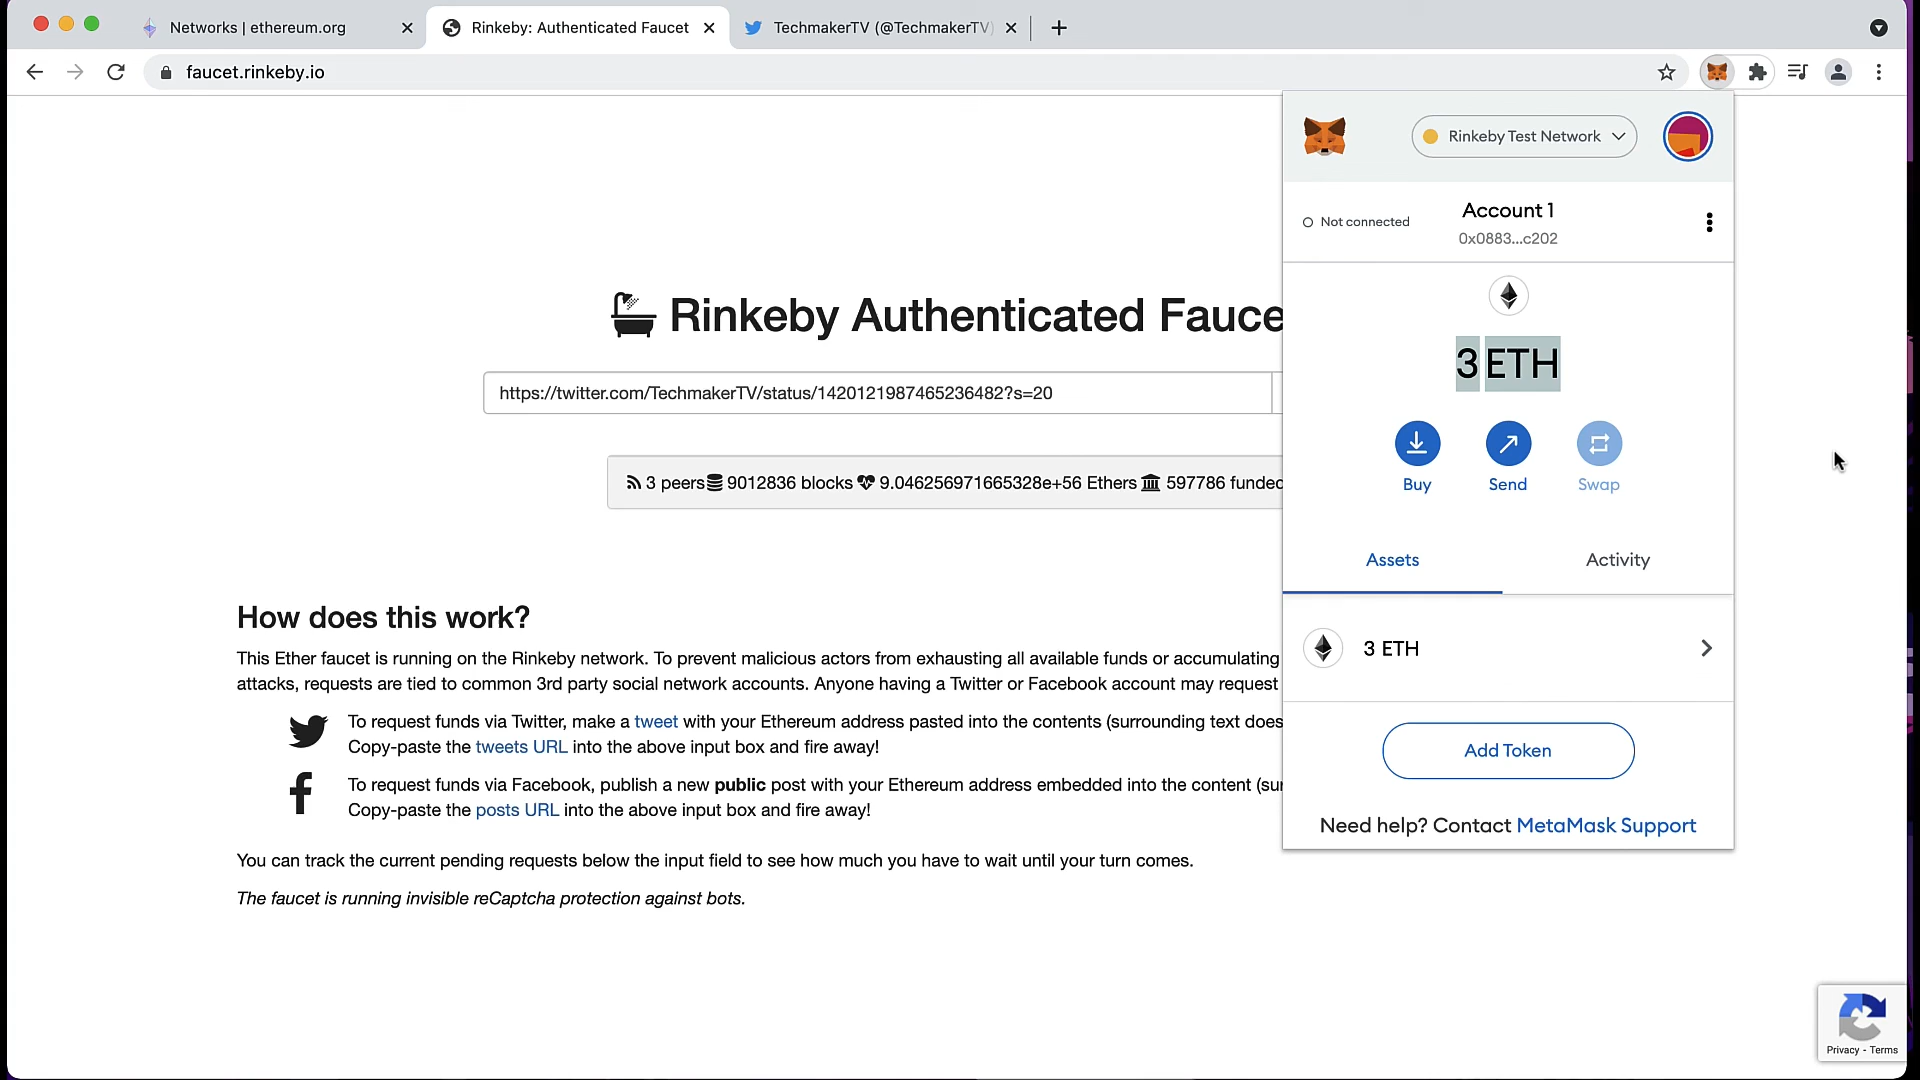 Networks | ethereum.org
Rinkeby: Authenticated Faucet
TechmakerTV (@TechmakerTV)
faucet.rinkeby.io
Rinkeby Test Network
Not connected
Account 1
0x0883...c202
3 ETH
Buy
Send
Swap
Assets
Activity
3 ETH
Add Token
Need help? Contact MetaMask Support
Rinkeby Authenticated Fauce
https://twitter.com/TechmakerTV/status/1420121987465236482?s=20
3 peers 9012836 blocks 9.046256971665328e+56 Ethers 597786 funded
How does this work?
This Ether faucet is running on the Rinkeby network. To prevent malicious actors from exhausting all available funds or accumulating
attacks, requests are tied to common 3rd party social network accounts. Anyone having a Twitter or Facebook account may request
To request funds via Twitter, make a tweet with your Ethereum address pasted into the contents (surrounding text does
Copy-paste the tweets URL into the above input box and fire away!
To request funds via Facebook, publish a new public post with your Ethereum address embedded into the content (su
Copy-paste the posts URL into the above input box and fire away!
You can track the current pending requests below the input field to see how much you have to wait until your turn comes.
The faucet is running invisible reCaptcha protection against bots.
Privacy - Terms